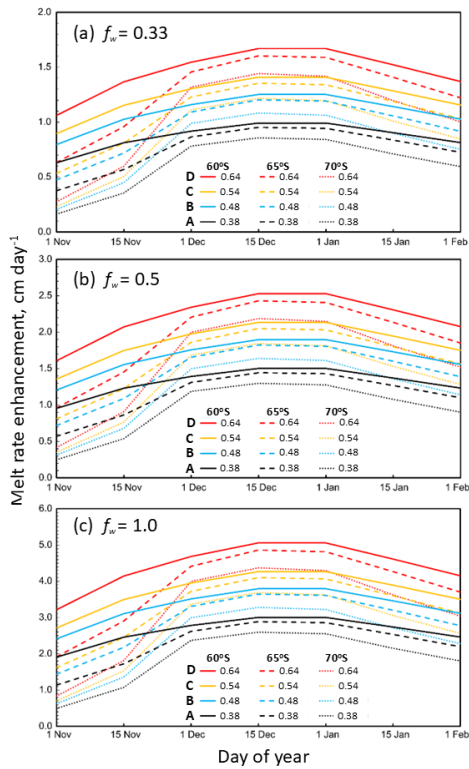 (a) f_w = 0.33
2.0
1.5
1.0
0.5
0.0
60°S 65°S 70°S
D 0.64 0.64 0.64
C 0.54 0.54 0.54
B 0.48 0.48 0.48
A 0.38 0.38 0.38
1 Nov 15 Nov 1 Dec 15 Dec 1 Jan 15 Jan 1 Feb
Melt rate enhancement, cm day⁻¹
(b) f_w = 0.5
3.0
2.5
2.0
1.5
1.0
0.5
0.0
60°S 65°S 70°S
D 0.64 0.64 0.64
C 0.54 0.54 0.54
B 0.48 0.48 0.48
A 0.38 0.38 0.38
1 Nov 15 Nov 1 Dec 15 Dec 1 Jan 15 Jan 1 Feb
(c) f_w = 1.0
6.0
5.0
4.0
3.0
2.0
1.0
0.0
60°S 65°S 70°S
D 0.64 0.64 0.64
C 0.54 0.54 0.54
B 0.48 0.48 0.48
A 0.38 0.38 0.38
1 Nov 15 Nov 1 Dec 15 Dec 1 Jan 15 Jan 1 Feb
Day of year